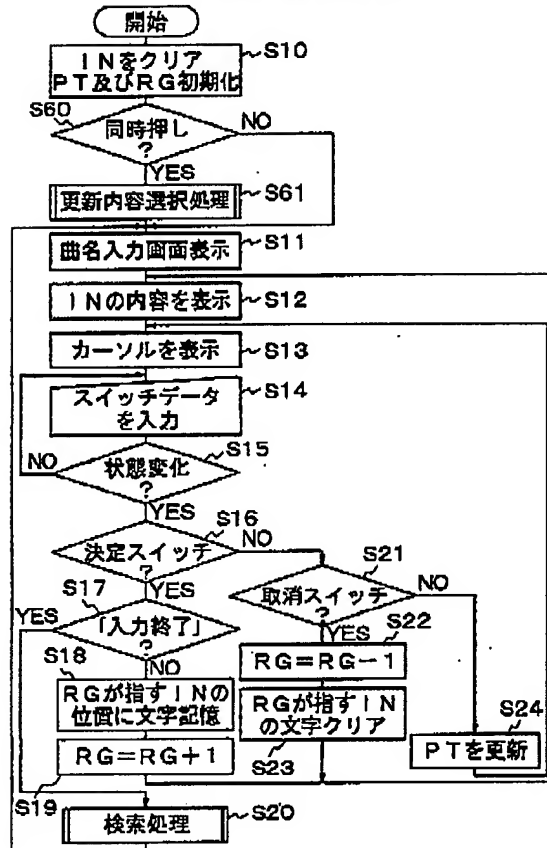 開始
INをクリア
PT及びRG初期化
S10
S60
同時押し
?
NO
YES
更新内容選択処理
S61
曲名入力画面表示
S11
INの内容を表示
S12
カーソルを表示
S13
スイッチデータ
を入力
S14
NO
状態変化
?
S15
YES
決定スイッチ
?
S16
NO
YES
取消スイッチ
?
S21
NO
YES
YES
「入力終了」
?
S17
NO
S22
RG=RG-1
S18
RGが指すINの
位置に文字記憶
RGが指すIN
の文字クリア
S23
S24
PTを更新
RG=RG+1
S19
検索処理
S20